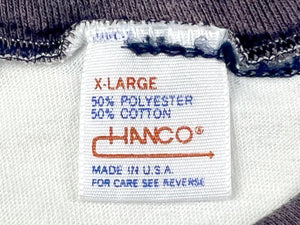 X-LARGE
50% POLYESTER
50% COTTON
HANCO®
MADE IN U.S.A.
FOR CARE SEE REVERSE